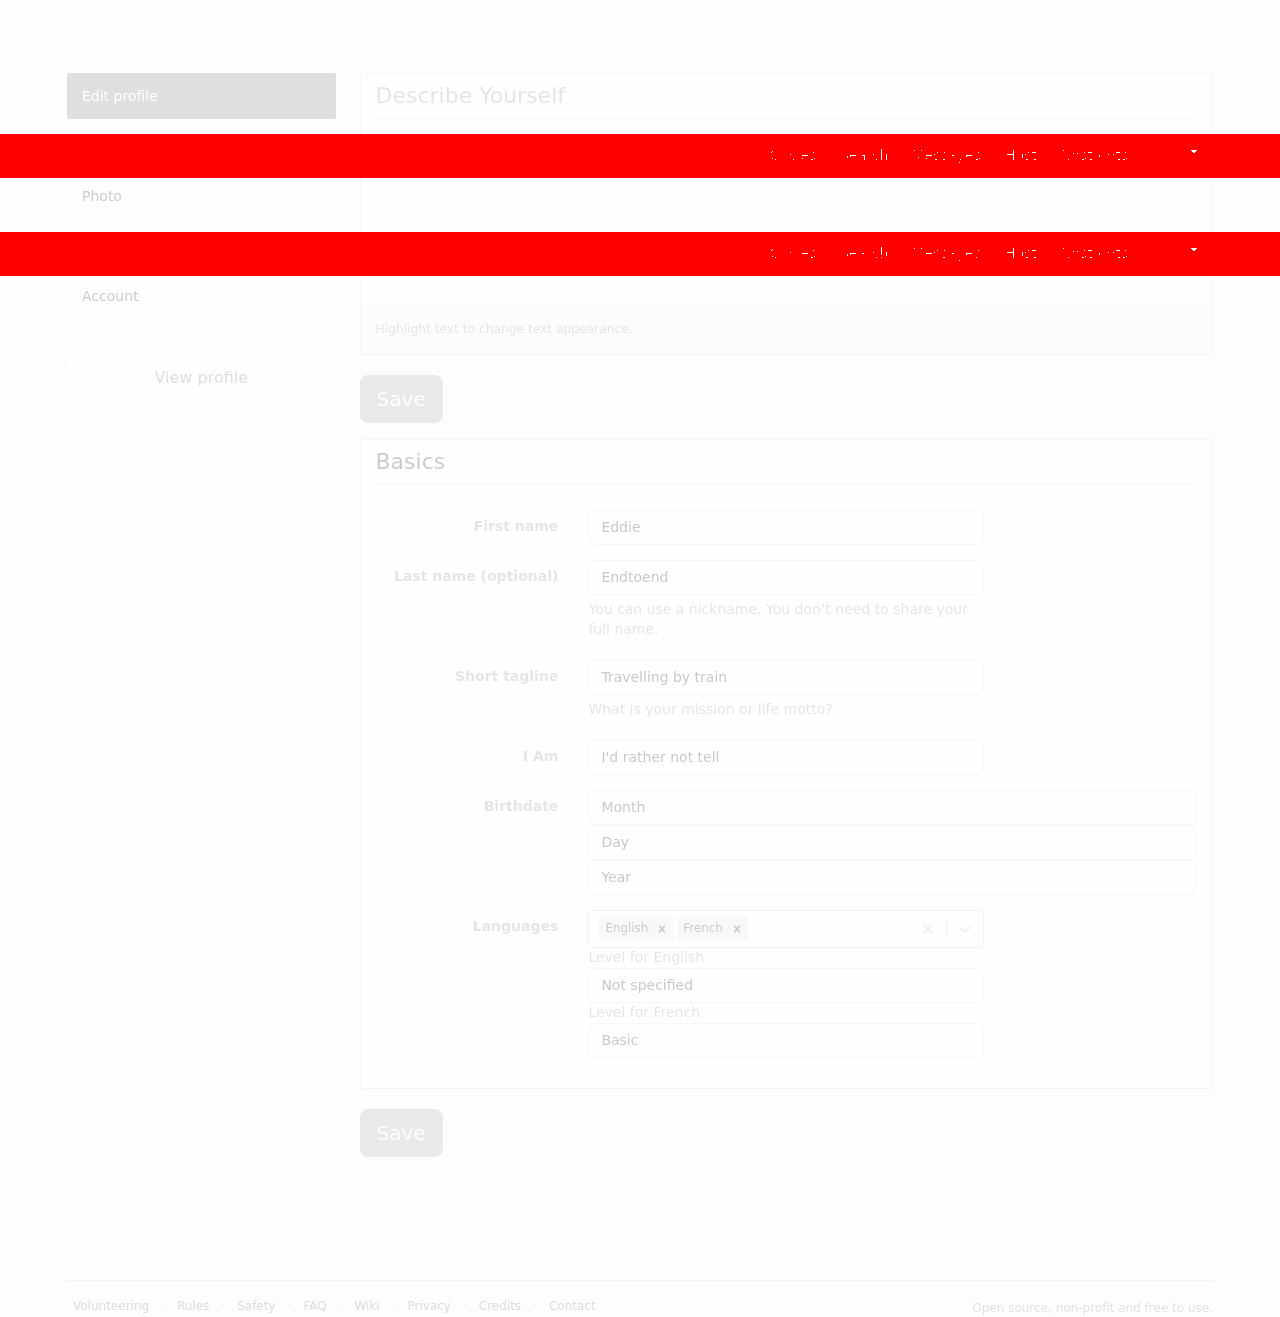 Edit profile
Describe Yourself
Photo
Account
Highlight text to change text appearance.
View profile
Save
Basics
First name
Eddie
Last name (optional)
Endtoend
You can use a nickname. You don’t need to share your
full name.
Short tagline
Travelling by train
What is your mission or life motto?
I Am
I'd rather not tell
Birthdate
Month
Day
Year
Languages
English x French x
Level for English
Not specified
Level for French
Basic
Save
Volunteering · Rules · Safety · FAQ · Wiki · Privacy · Credits · Contact
Open source, non-profit and free to use.